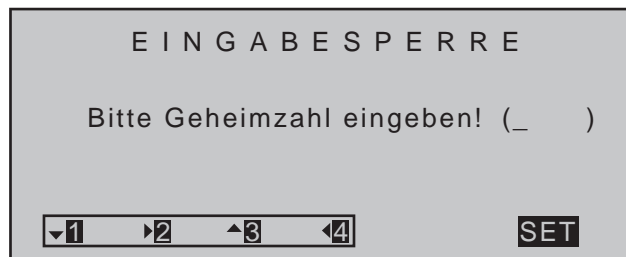 EINGABESPERRE
Bitte Geheimzahl eingeben! (_ )
▾1 ▸2 ▴3 ◂4 SET